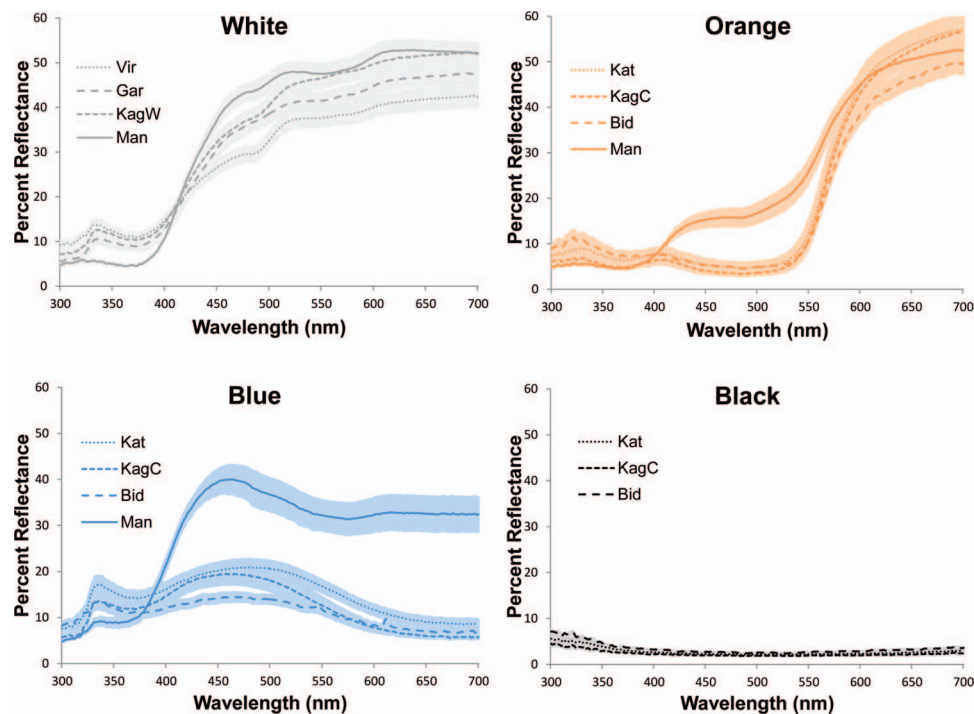 White
60
50
40
30
20
10
0
Percent Reflectance
Vir
Gar
KagW
Man
300 350 400 450 500 550 600 650 700
Wavelength (nm)
Orange
60
50
40
30
20
10
0
Percent Reflectance
Kat
KagC
Bid
Man
300 350 400 450 500 550 600 650 700
Wavelenth (nm)
Blue
60
50
40
30
20
10
0
Percent Reflectance
Kat
KagC
Bid
Man
300 350 400 450 500 550 600 650 700
Wavelength (nm)
Black
60
50
40
30
20
10
0
Percent Reflectance
Kat
KagC
Bid
300 350 400 450 500 550 600 650 700
Wavelength (nm)